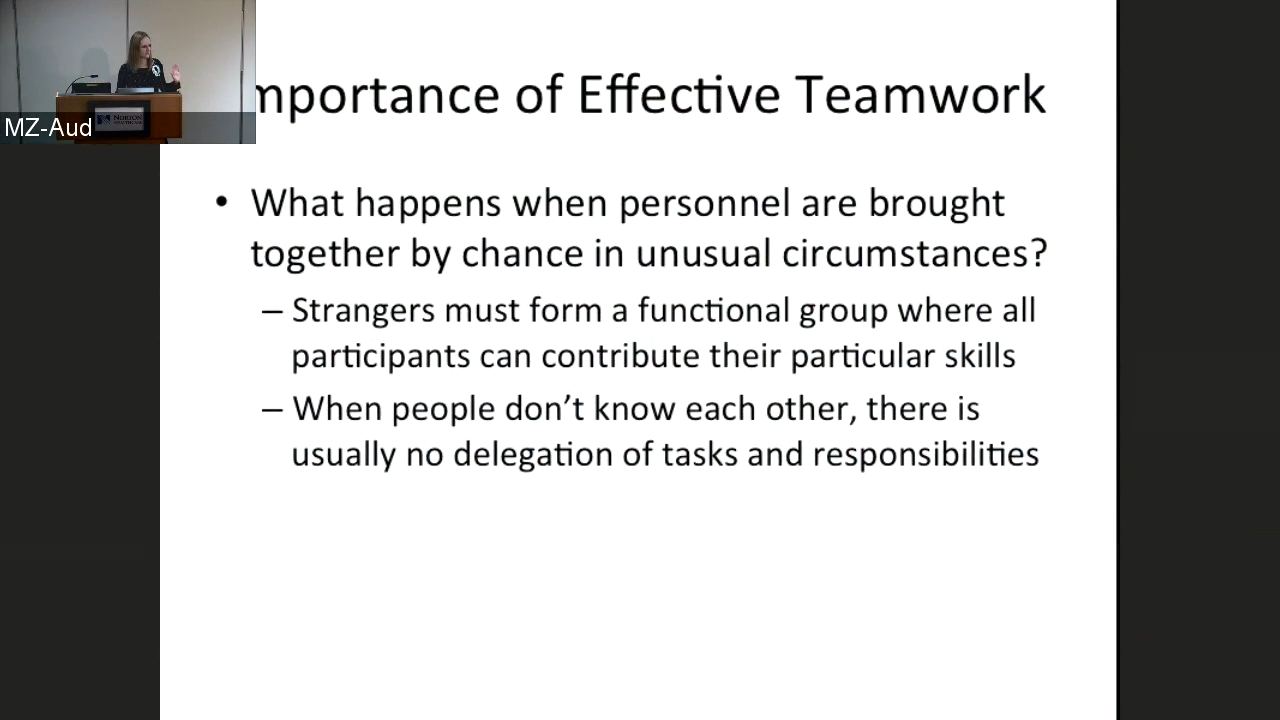 mportance of Effective Teamwork
MZ-Aud
NORTON
• What happens when personnel are brought
together by chance in unusual circumstances?
– Strangers must form a functional group where all
participants can contribute their particular skills
– When people don’t know each other, there is
usually no delegation of tasks and responsibilities